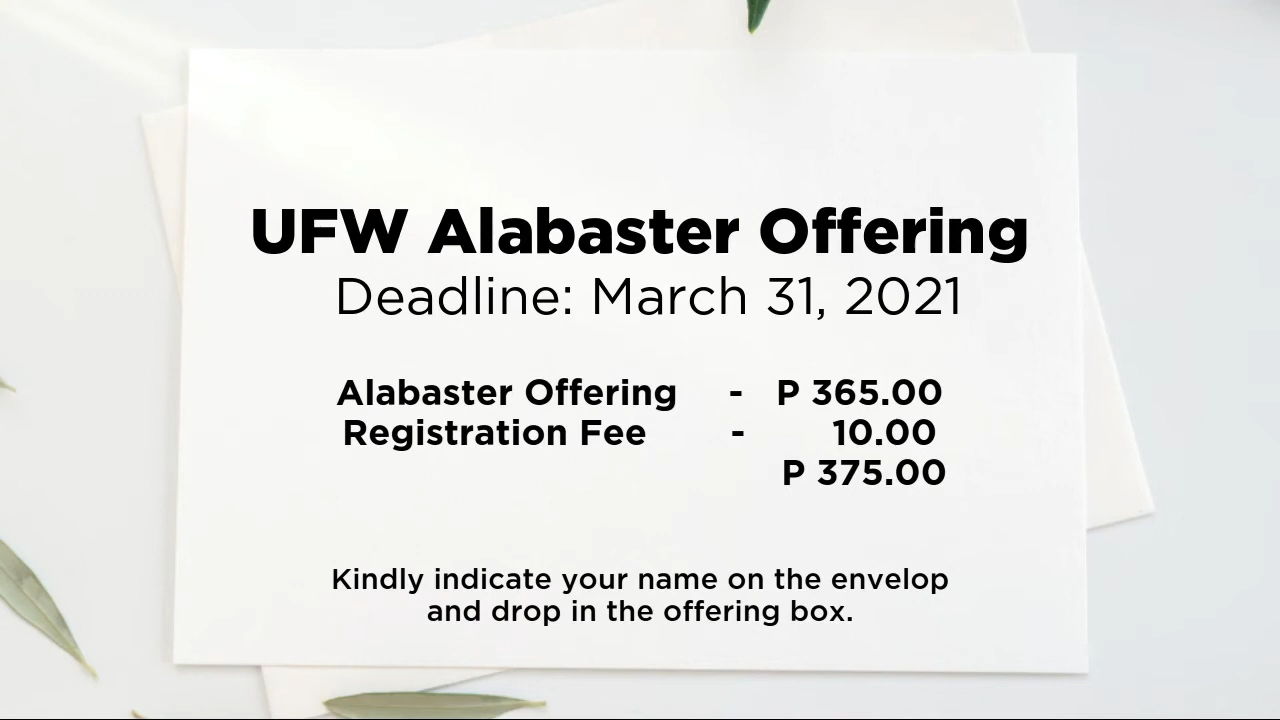 UFW Alabaster Offering
Deadline: March 31, 2021
Alabaster Offering - P 365.00
Registration Fee - 10.00
P 375.00
Kindly indicate your name on the envelop
and drop in the offering box.